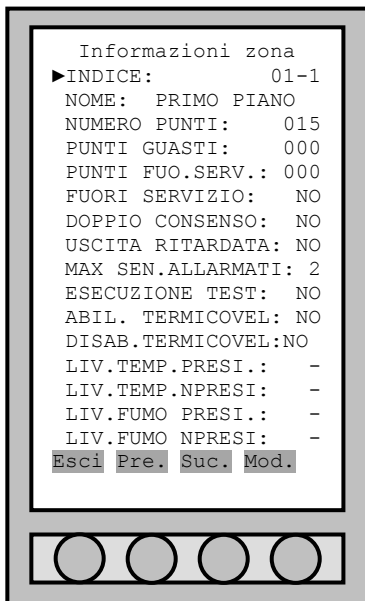 Informazioni zona
►INDICE: 01-1
NOME: PRIMO PIANO
NUMERO PUNTI: 015
PUNTI GUASTI: 000
PUNTI FUO.SERV.: 000
FUORI SERVIZIO: NO
DOPPIO CONSENSO: NO
USCITA RITARDATA: NO
MAX SEN.ALLARMATI: 2
ESECUZIONE TEST: NO
ABIL. TERMICOVEL: NO
DISAB.TERMICOVEL:NO
LIV.TEMP.PRESI.: -
LIV.TEMP.NPRESI: -
LIV.FUMO PRESI.: -
LIV.FUMO NPRESI: -
Esci Pre. Suc. Mod.